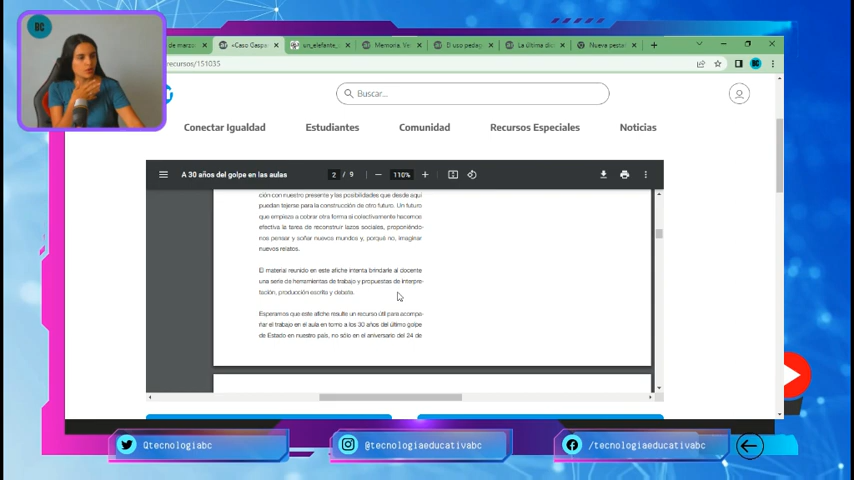 BC
de marzo
«Caso Gaspa
un_elefante_
Memoria, Ve
La última dic
Nueva pesta
recursos/151035
Buscar...
Conectar Igualdad
Estudiantes
Comunidad
Recursos Especiales
Noticias
A 30 años del golpe en las aulas
2 / 9
110%
ción con nuestro presente y las posibilidades que desde aquí
puedan tejerse para la construcción de otro futuro. Un futuro
que empieza a cobrar otra forma si colectivamente hacemos
efectiva la tarea de reconstruir lazos sociales, proponiéndo-
nos pensar y soñar nuevos mundos y, porqué no, imaginar
nuevos relatos.
El material reunido en este afiche intenta brindarle al docente
una serie de herramientas de trabajo y propuestas de interpre-
tación, producción escrita y debate.
Esperamos que este afiche resulte un recurso útil para acompa-
ñar el trabajo en el aula en torno a los 30 años del último golpe
de Estado en nuestro país, no sólo en el aniversario del 24 de
Qtecnologiabc
@tecnologiaeducativabc
/tecnologiaeducativabc